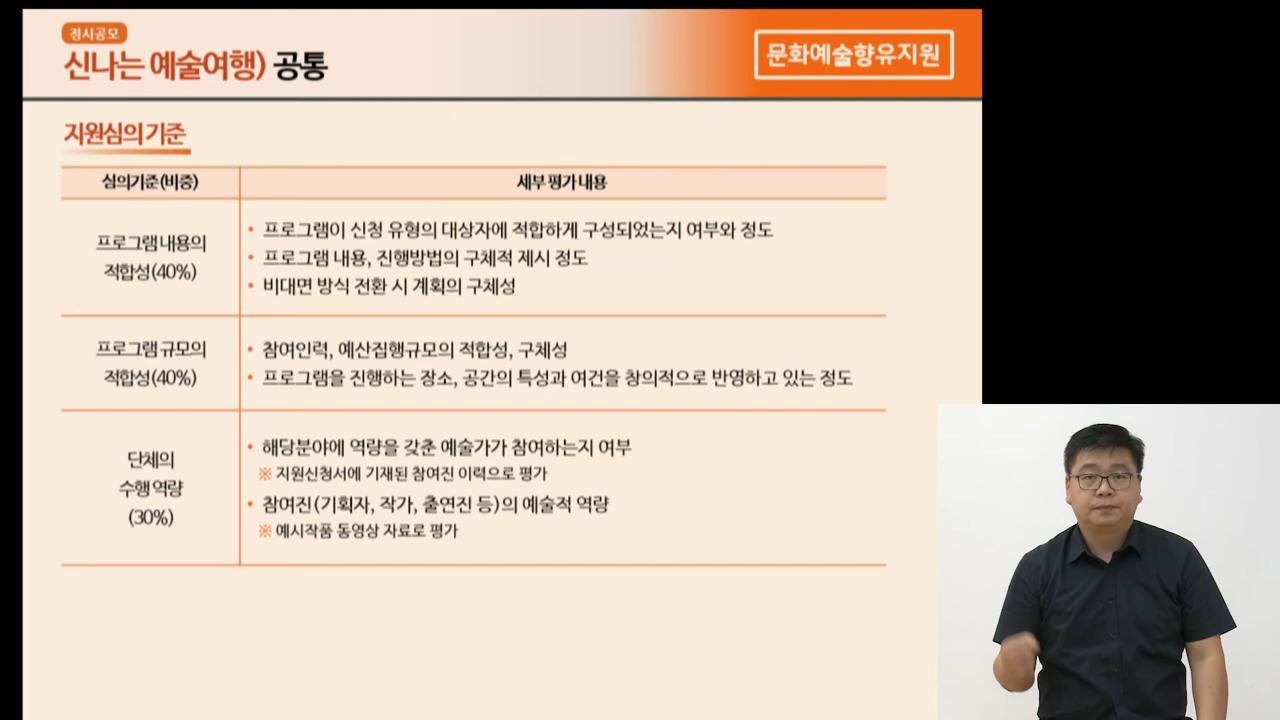 정시공모
신나는 예술여행) 공통
문화예술향유지원
지원심의 기준
심의기준(비중)
세부 평가 내용
프로그램 내용의
적합성(40%)
• 프로그램이 신청 유형의 대상자에 적합하게 구성되었는지 여부와 정도
• 프로그램 내용, 진행방법의 구체적 제시 정도
• 비대면 방식 전환 시 계획의 구체성
프로그램 규모의
적합성(40%)
• 참여인력, 예산집행규모의 적합성, 구체성
• 프로그램을 진행하는 장소, 공간의 특성과 여건을 창의적으로 반영하고 있는 정도
단체의
수행 역량
(30%)
• 해당분야에 역량을 갖춘 예술가가 참여하는지 여부
※ 지원신청서에 기재된 참여진 이력으로 평가
• 참여진(기획자, 작가, 출연진 등)의 예술적 역량
※ 예시작품 동영상 자료로 평가